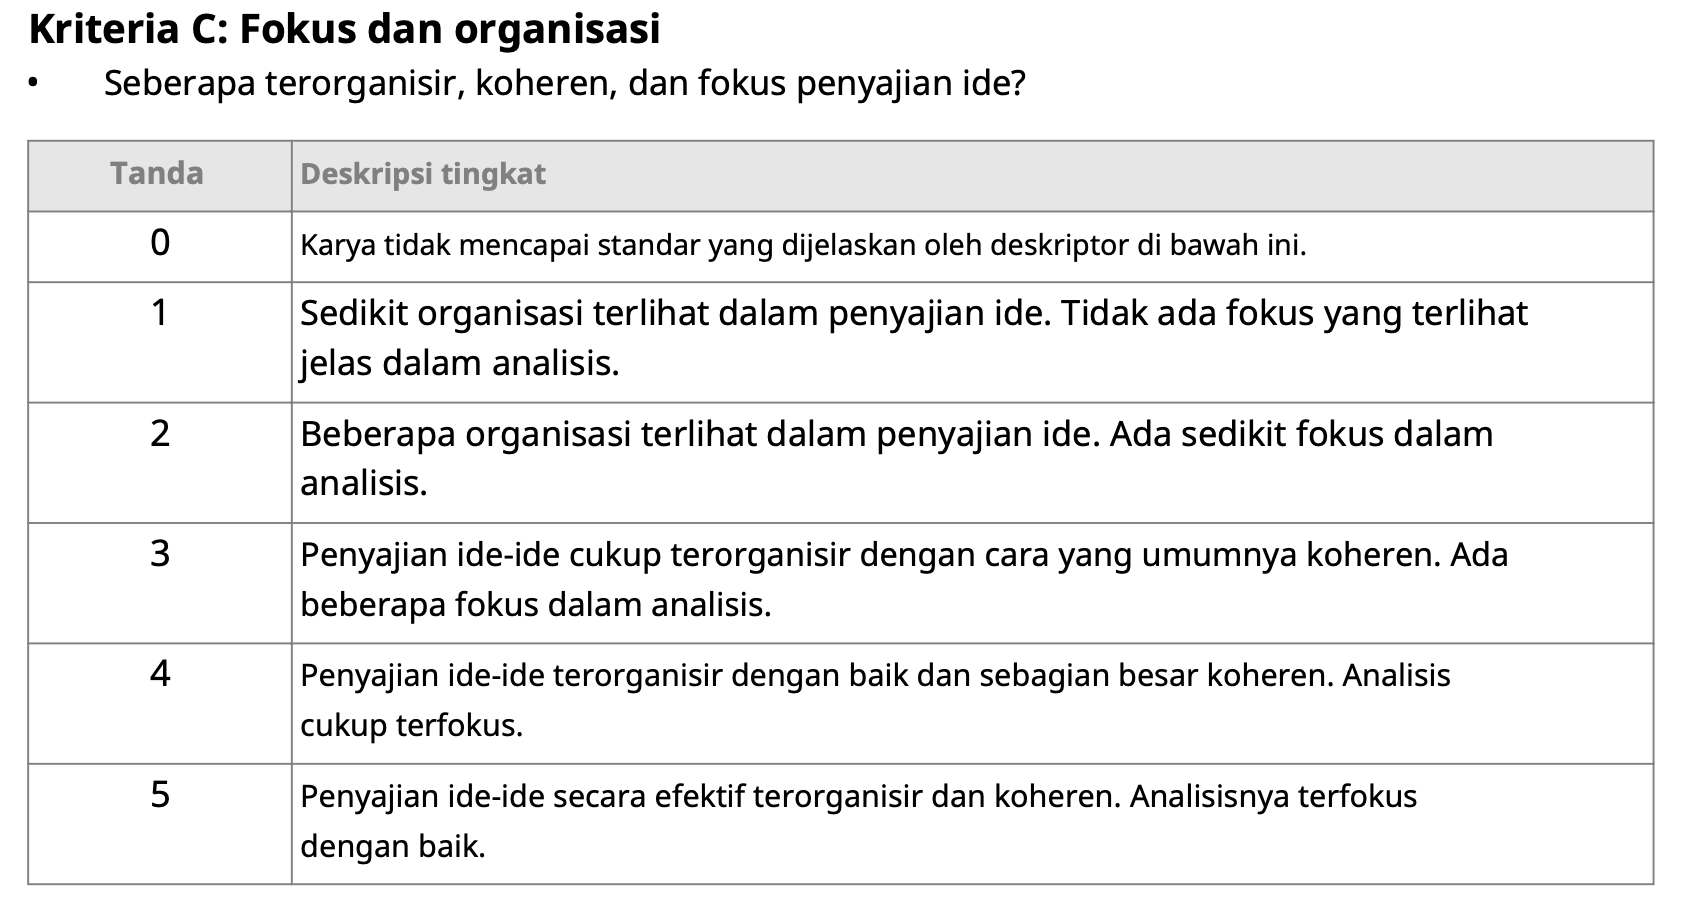 Kriteria C: Fokus dan organisasi
• Seberapa terorganisir, koheren, dan fokus penyajian ide?
Tanda Deskripsi tingkat
0 Karya tidak mencapai standar yang dijelaskan oleh deskriptor di bawah ini.
1 Sedikit organisasi terlihat dalam penyajian ide. Tidak ada fokus yang terlihat
jelas dalam analisis.
2 Beberapa organisasi terlihat dalam penyajian ide. Ada sedikit fokus dalam
analisis.
3 Penyajian ide-ide cukup terorganisir dengan cara yang umumnya koheren. Ada
beberapa fokus dalam analisis.
4 Penyajian ide-ide terorganisir dengan baik dan sebagian besar koheren. Analisis
cukup terfokus.
5 Penyajian ide-ide secara efektif terorganisir dan koheren. Analisisnya terfokus
dengan baik.